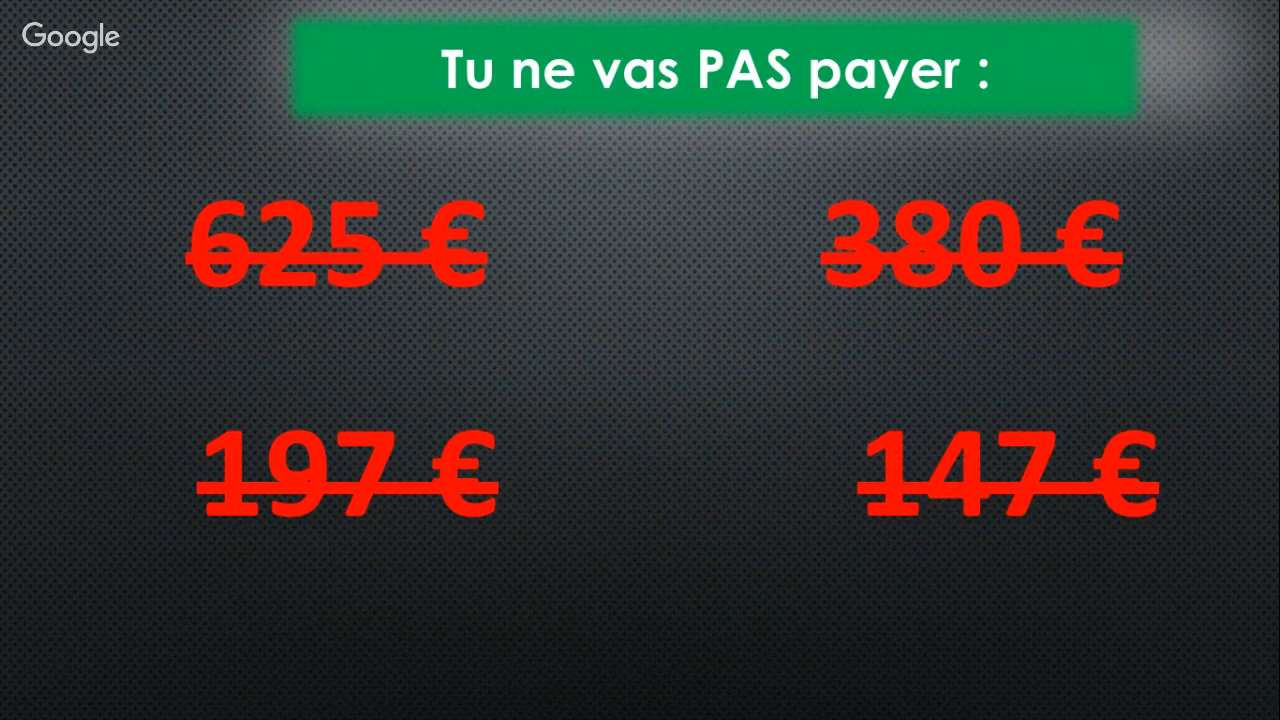 Google
Tu ne vas PAS payer :
625 € 380 €
197 € 147 €